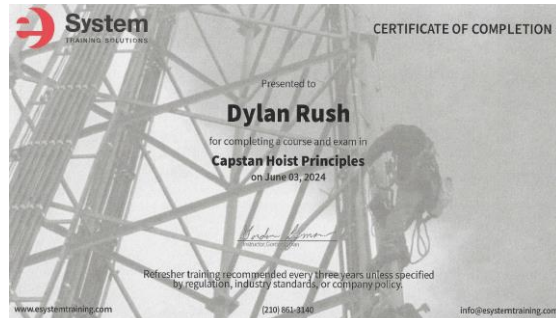 System
TRAINING SOLUTIONS
CERTIFICATE OF COMPLETION
Presented to
Dylan Rush
for completing a course and exam in
Capstan Hoist Principles
on June 03, 2024
Instructor
Refresher training recommended every three years unless specified
by regulation, industry standards, or company policy.
www.esystemtraining.com
(210) 861-3140
info@esystemtraining.com